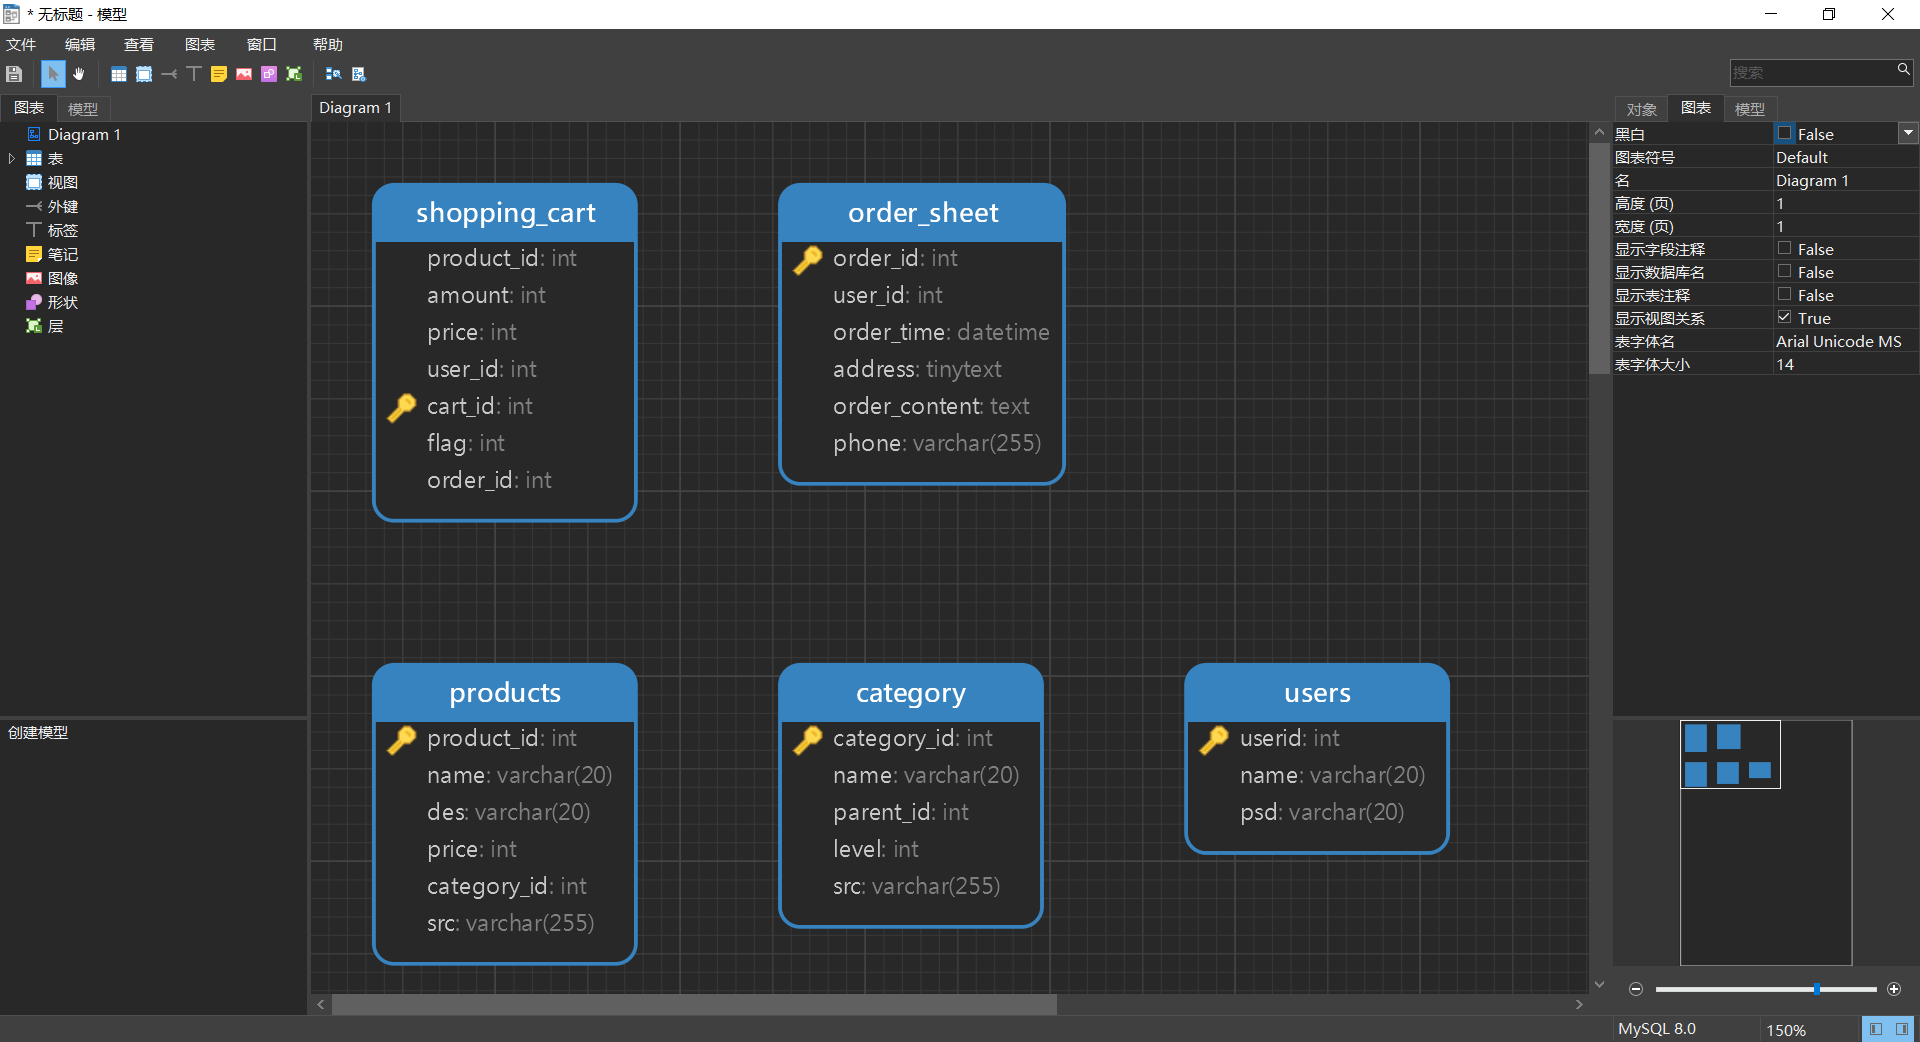 * 无标题 - 模型
文件 编辑 查看 图表 窗口 帮助
搜索
图表 模型
Diagram 1
表
视图
外键
标签
笔记
图像
形状
层
创建模型
Diagram 1
shopping_cart
product_id: int
amount: int
price: int
user_id: int
cart_id: int
flag: int
order_id: int
order_sheet
order_id: int
user_id: int
order_time: datetime
address: tinytext
order_content: text
phone: varchar(255)
products
product_id: int
name: varchar(20)
des: varchar(20)
price: int
category_id: int
src: varchar(255)
category
category_id: int
name: varchar(20)
parent_id: int
level: int
src: varchar(255)
users
userid: int
name: varchar(20)
psd: varchar(20)
对象 图表 模型
黑白 False
图表符号 Default
名 Diagram 1
高度 (页) 1
宽度 (页) 1
显示字段注释 False
显示数据库名 False
显示表注释 False
显示视图关系 True
表字体名 Arial Unicode MS
表字体大小 14
MySQL 8.0 150%